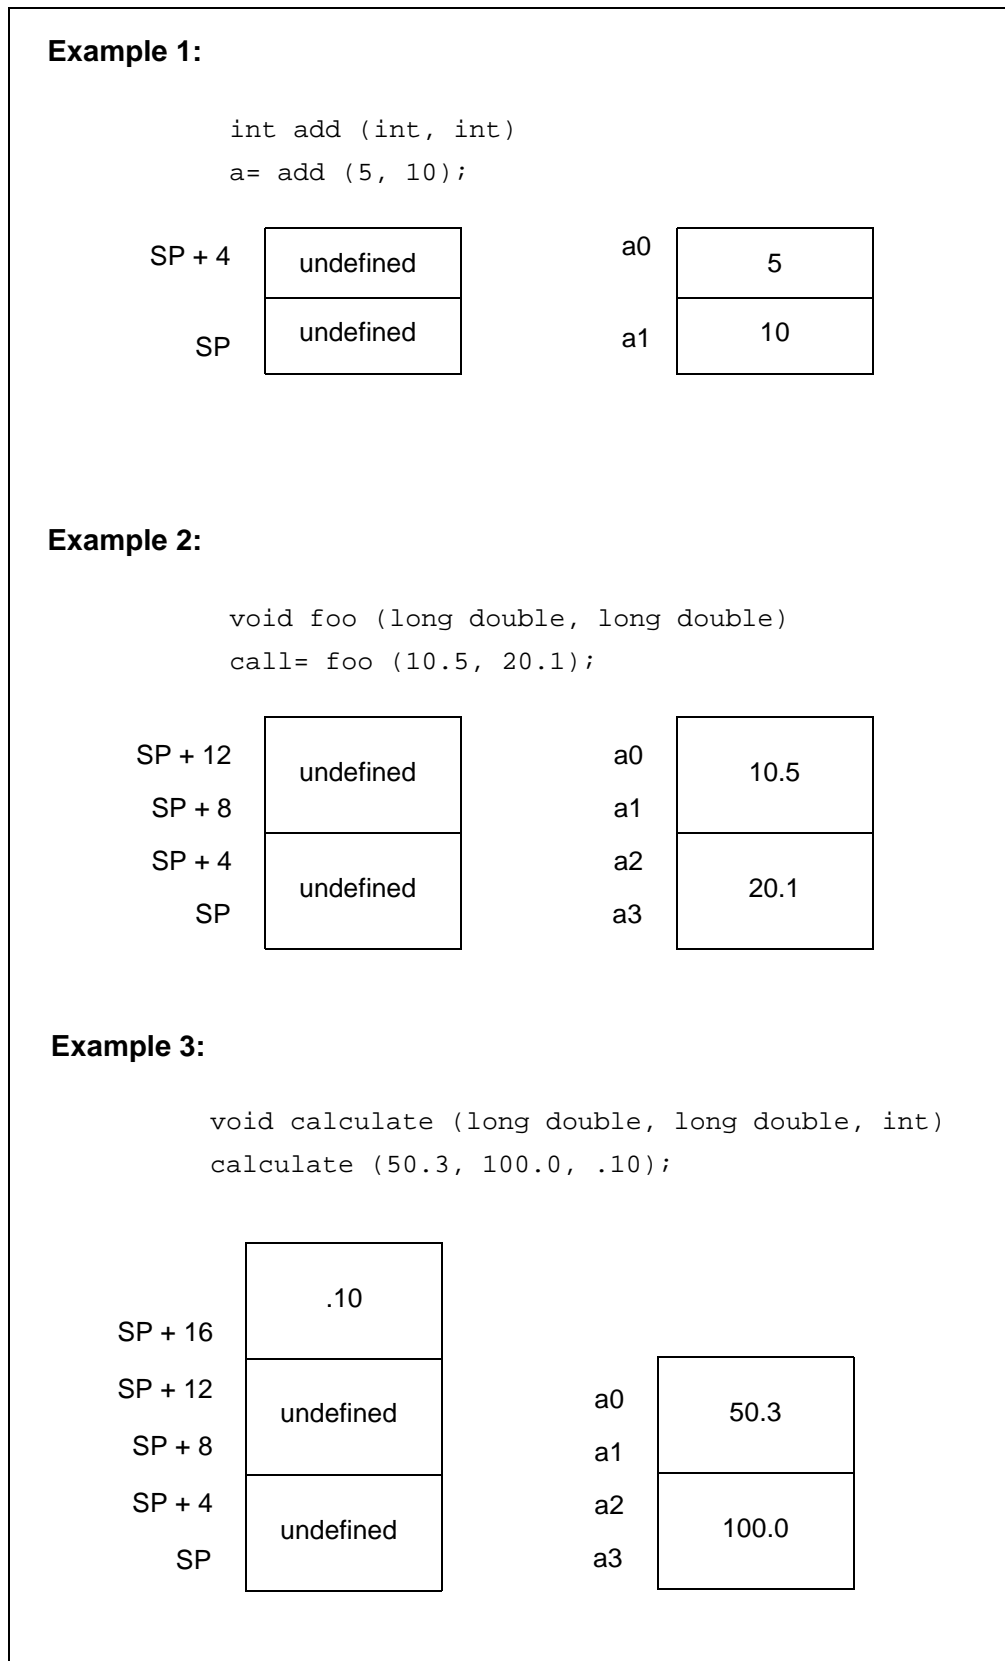 Example 1:
int add (int, int)
a= add (5, 10);
SP + 4 undefined a0 5
SP undefined a1 10
Example 2:
void foo (long double, long double)
call= foo (10.5, 20.1);
SP + 12 a0
undefined 10.5
SP + 8 a1
SP + 4 a2
undefined 20.1
SP a3
Example 3:
void calculate (long double, long double, int)
calculate (50.3, 100.0, .10);
.10
SP + 16
SP + 12 a0
undefined 50.3
SP + 8 a1
SP + 4 a2
undefined 100.0
SP a3